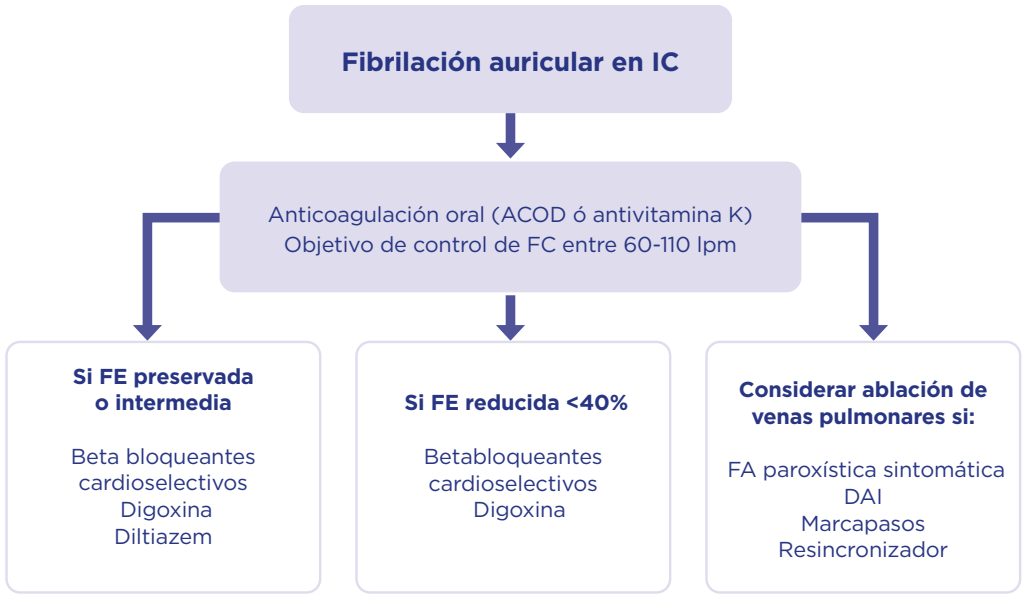 Fibrilación auricular en IC
Anticoagulación oral (ACOD ó antivitamina K)
Objetivo de control de FC entre 60-110 lpm
Si FE preservada
o intermedia
Beta bloqueantes
cardioselectivos
Digoxina
Diltiazem
Si FE reducida <40%
Betabloqueantes
cardioselectivos
Digoxina
Considerar ablación de
venas pulmonares si:
FA paroxística sintomática
DAI
Marcapasos
Resincronizador